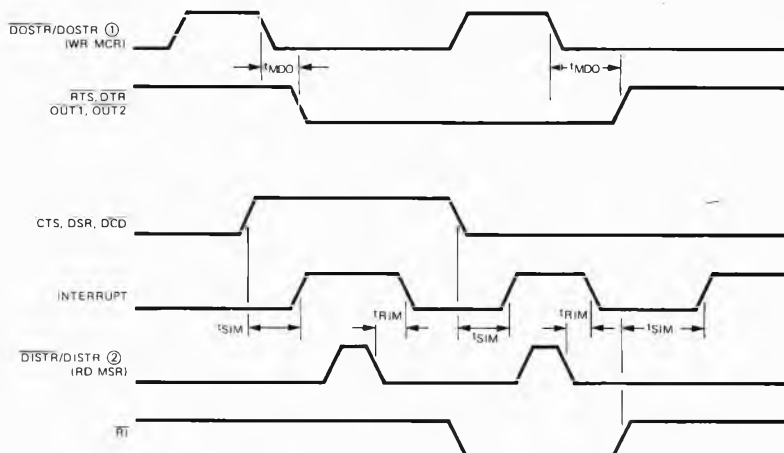 DOSTR/DOSTR ①
(WR MCR)
tMDO
tMDO
RTS, DTR
OUT1, OUT2
CTS, DSR, DCD
INTERRUPT
tSIM
tRIM
tSIM
tRIM
tSIM
DISTR/DISTR ②
(RD MSR)
RI